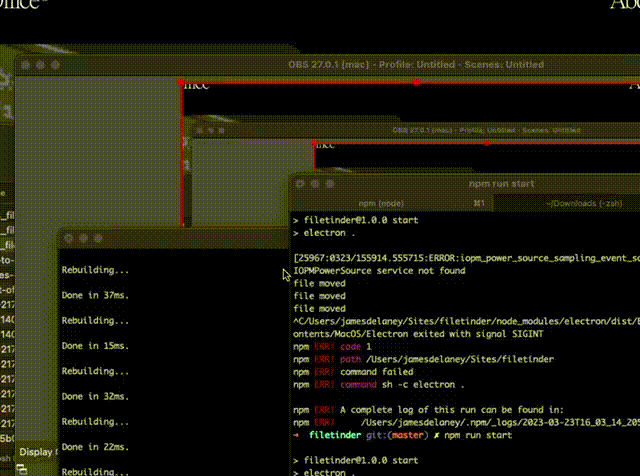 Office
OBS 27.0.1 (mac) - Profile: Untitled - Scenes: Untitled
OBS 27.0.1 (mac) - Profile: Untitled - Scenes: Untitled
npm run start
npm (node)
⌘1
~/Downloads (-zsh)
> filetinder@1.0.0 start
> electron .
[25967:0323/155914.555715:ERROR:iopm_power_source_sampling_event_so
IOPMPowerSource service not found
file moved
file moved
file moved
^C/Users/jamesdelaney/Sites/filetinder/node_modules/electron/dist/E
ontents/MacOS/Electron exited with signal SIGINT
npm ERR! code 1
npm ERR! path /Users/jamesdelaney/Sites/filetinder
npm ERR! command failed
npm ERR! command sh -c electron .
npm ERR! A complete log of this run can be found in:
npm ERR!     /Users/jamesdelaney/.npm/_logs/2023-03-23T16_03_14_205
➜  filetinder git:(master) ✗ npm run start
> filetinder@1.0.0 start
> electron .
Rebuilding...
Done in 37ms.
Rebuilding...
Done in 15ms.
Rebuilding...
Done in 32ms.
Rebuilding...
Done in 22ms.
Rebuilding...
Display